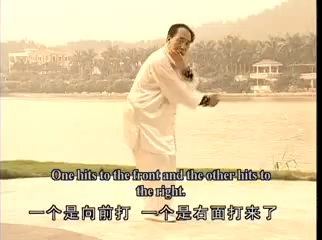 One hits to the front and the other hits to
the right.
一个是向前打 一个是右面打来了